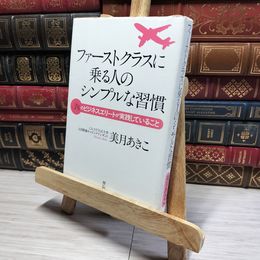 ファーストクラスに
乗る人の
シンプルな習慣
のビジネスエリートが実践していること
美月あきこ